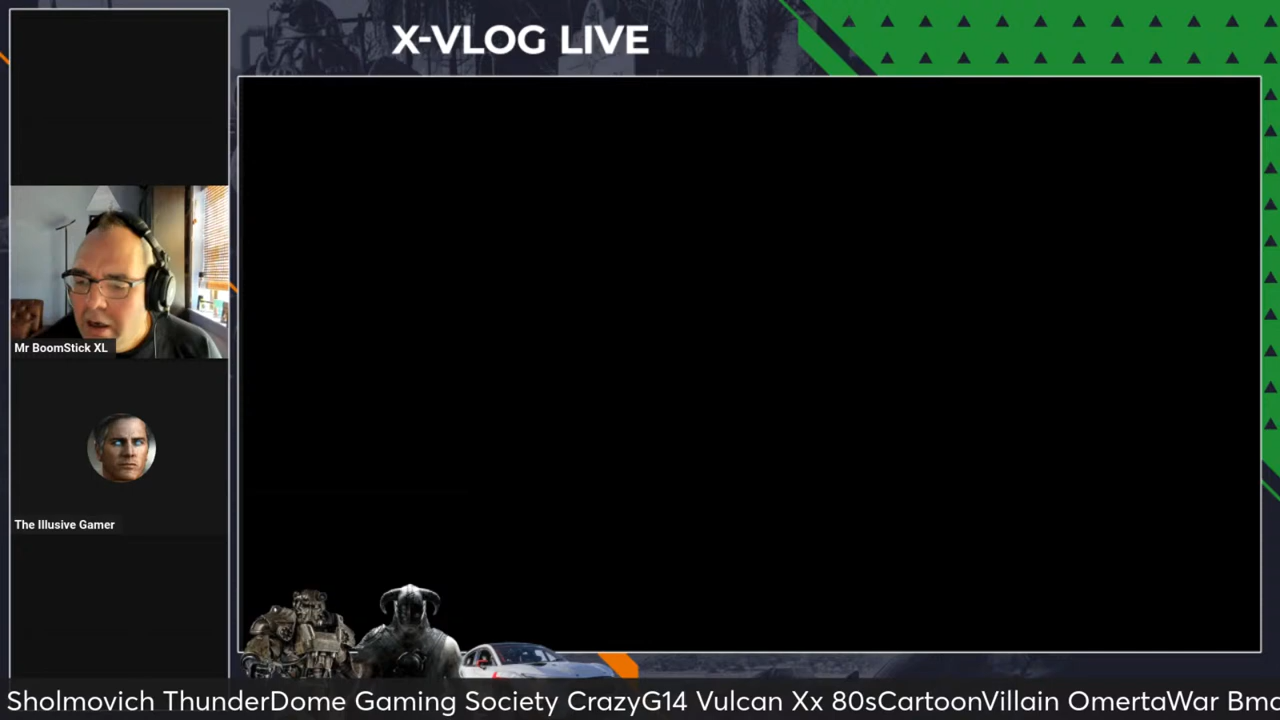 X-VLOG LIVE
Mr BoomStick XL
The Illusive Gamer
Sholmovich ThunderDome Gaming Society CrazyG14 Vulcan Xx 80sCartoonVillain OmertaWar